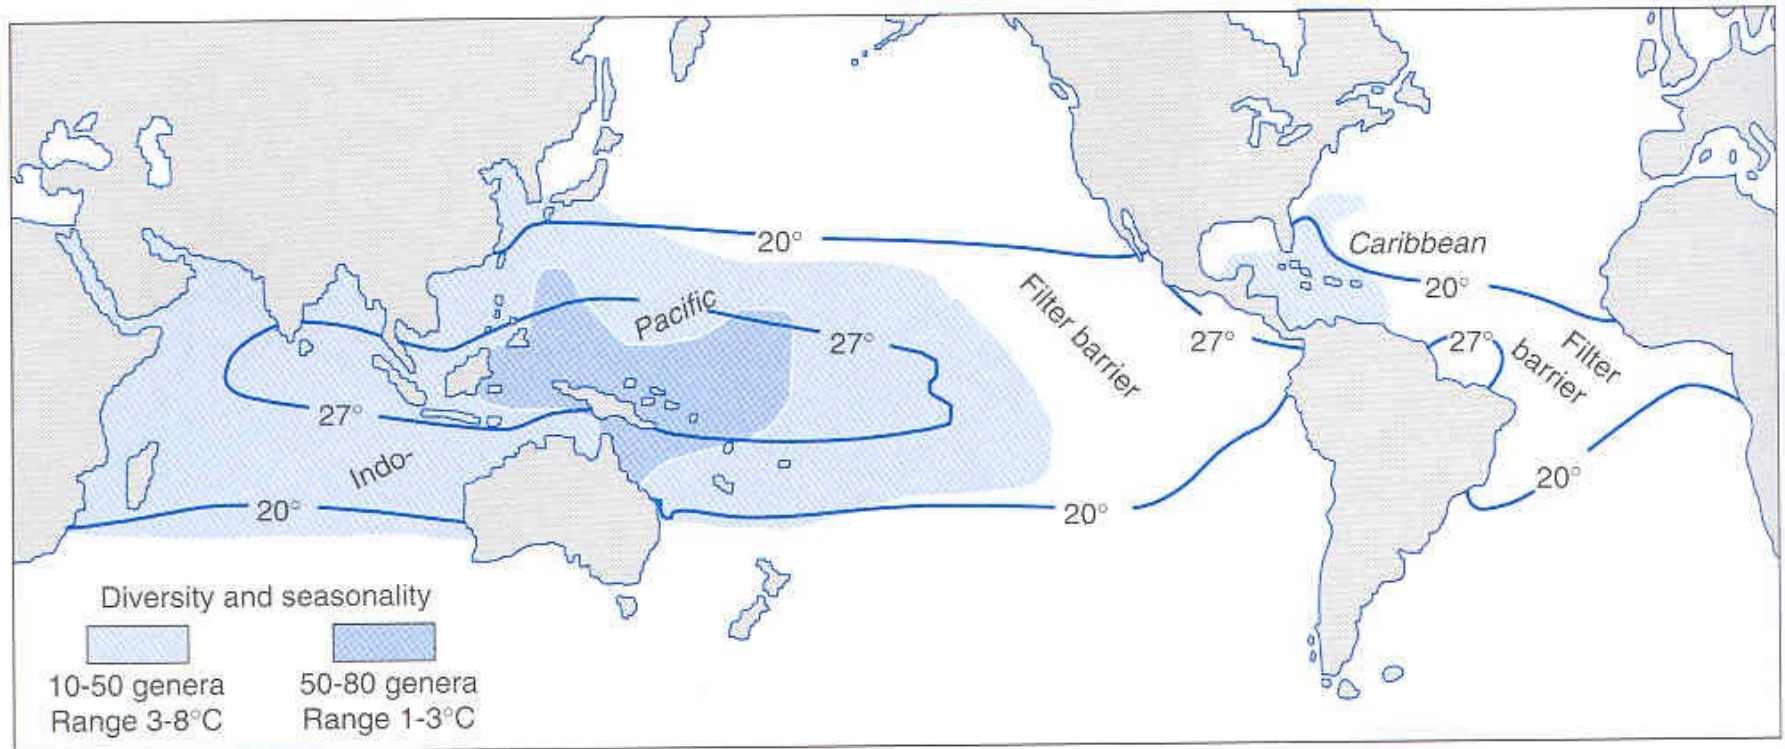 20°
Caribbean
20°
Pacific
Filter barrier
27°
27°
27°
Filter
barrier
27°
Indo-
20°
20°
20°
Diversity and seasonality
10-50 genera
Range 3-8°C
50-80 genera
Range 1-3°C